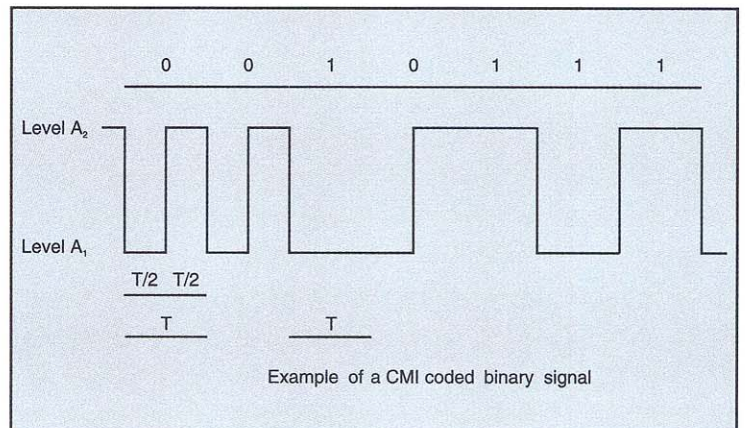 0 0 1 0 1 1 1
Level A₂
Level A₁
T/2 T/2
T T
Example of a CMI coded binary signal